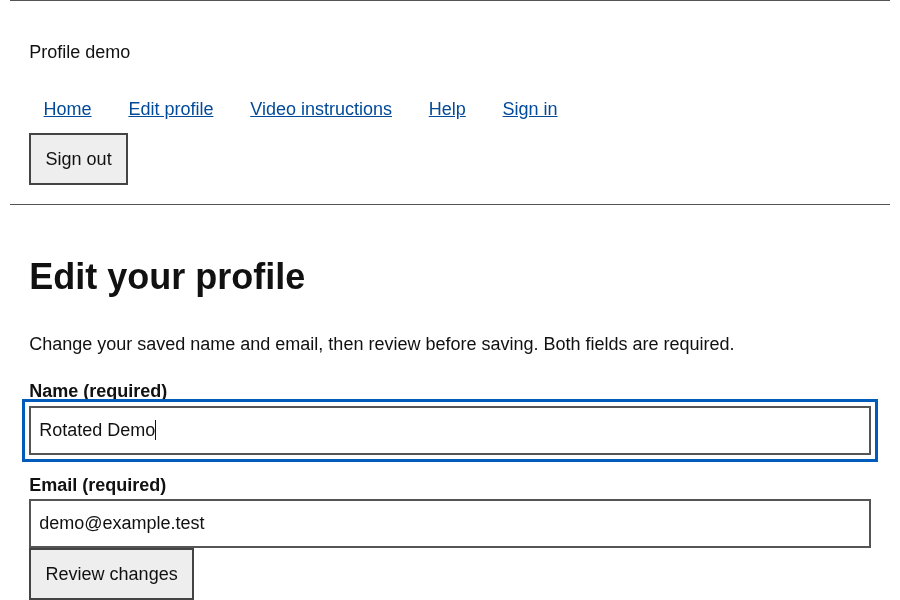 Profile demo
Home Edit profile Video instructions Help Sign in
Sign out
Edit your profile
Change your saved name and email, then review before saving. Both fields are required.
Name (required)
Rotated Demo
Email (required)
demo@example.test
Review changes